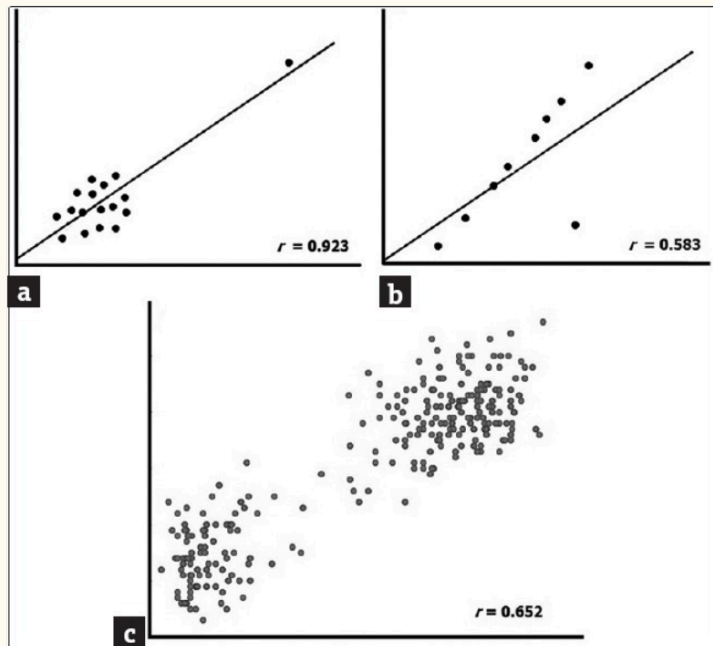 r = 0.923
a
r = 0.583
b
r = 0.652
c